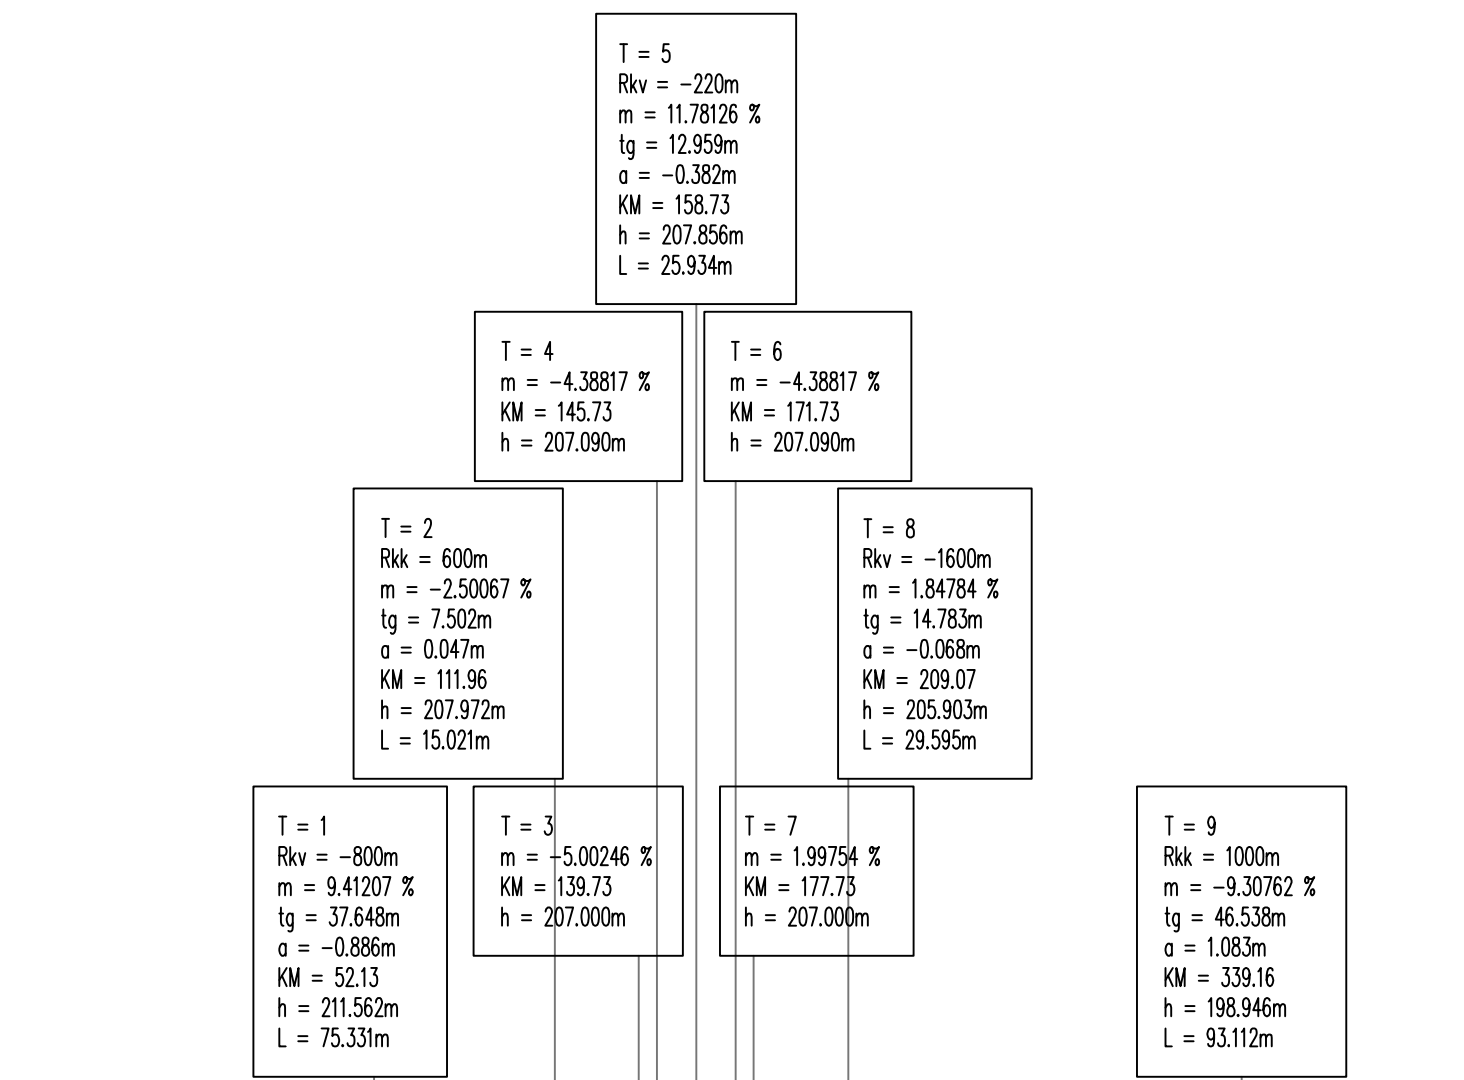 T = 5
Rkv = -220m
m = 11.78126 %
tg = 12.959m
a = -0.382m
KM = 158.73
h = 207.856m
L = 25.934m
T = 4
m = -4.38817 %
KM = 145.73
h = 207.090m
T = 6
m = -4.38817 %
KM = 171.73
h = 207.090m
T = 2
Rkk = 600m
m = -2.50067 %
tg = 7.502m
a = 0.047m
KM = 111.96
h = 207.972m
L = 15.021m
T = 8
Rkv = -1600m
m = 1.84784 %
tg = 14.783m
a = -0.068m
KM = 209.07
h = 205.903m
L = 29.595m
T = 1
Rkv = -800m
m = 9.41207 %
tg = 37.648m
a = -0.886m
KM = 52.13
h = 211.562m
L = 75.331m
T = 3
m = -5.00246 %
KM = 139.73
h = 207.000m
T = 7
m = 1.99754 %
KM = 177.73
h = 207.000m
T = 9
Rkk = 1000m
m = -9.30762 %
tg = 46.538m
a = 1.083m
KM = 339.16
h = 198.946m
L = 93.112m